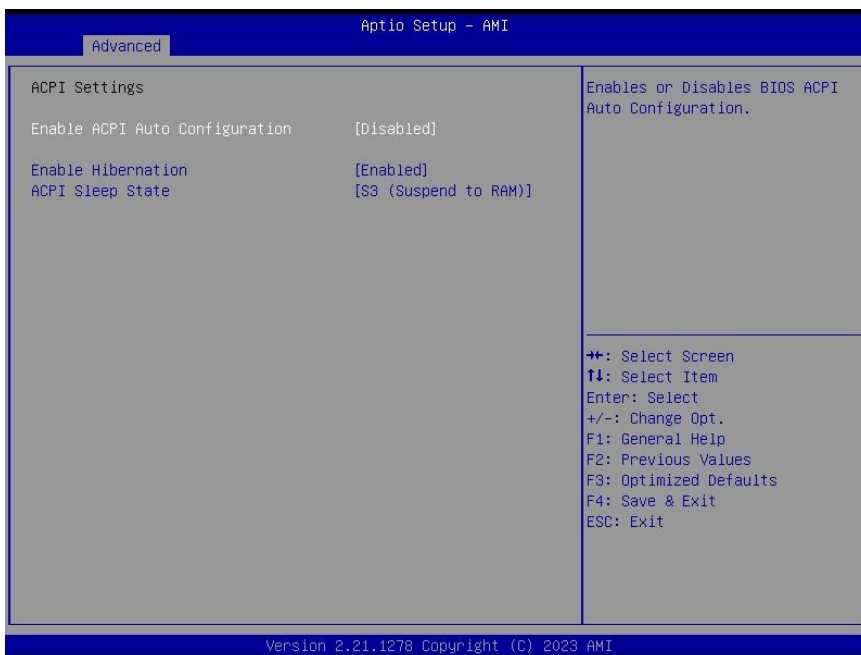 Aptio Setup - AMI
Advanced
ACPI Settings
Enable ACPI Auto Configuration [Disabled]
Enable Hibernation [Enabled]
ACPI Sleep State [S3 (Suspend to RAM)]
Enables or Disables BIOS ACPI
Auto Configuration.
→←: Select Screen
↑↓: Select Item
Enter: Select
+/-: Change Opt.
F1: General Help
F2: Previous Values
F3: Optimized Defaults
F4: Save & Exit
ESC: Exit
Version 2.21.1278 Copyright (C) 2023 AMI